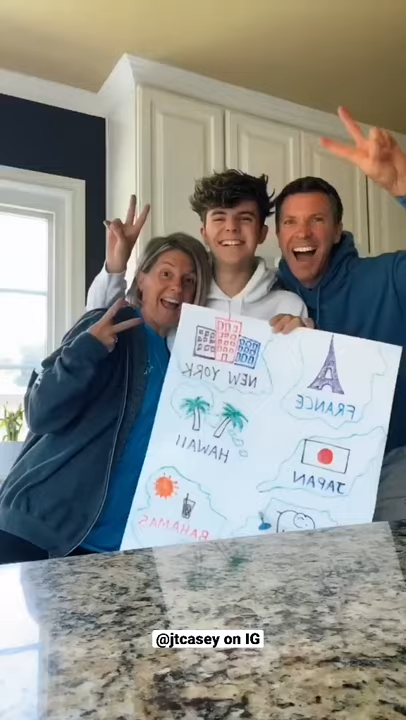 NEW YORK
FRANCE
HAWAII
JAPAN
BAHAMAS
@jtcasey on IG